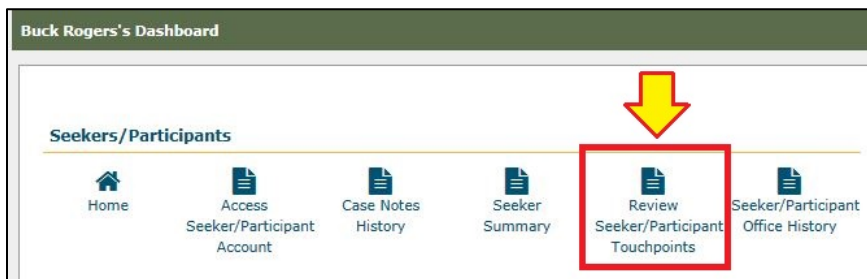 Buck Rogers's Dashboard
Seekers/Participants
Home
Access
Seeker/Participant
Account
Case Notes
History
Seeker
Summary
Review
Seeker/Participant
Touchpoints
Seeker/Participant
Office History